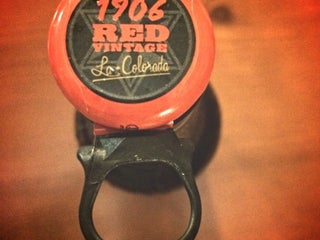 1906
RED
VINTAGE
La Colorada